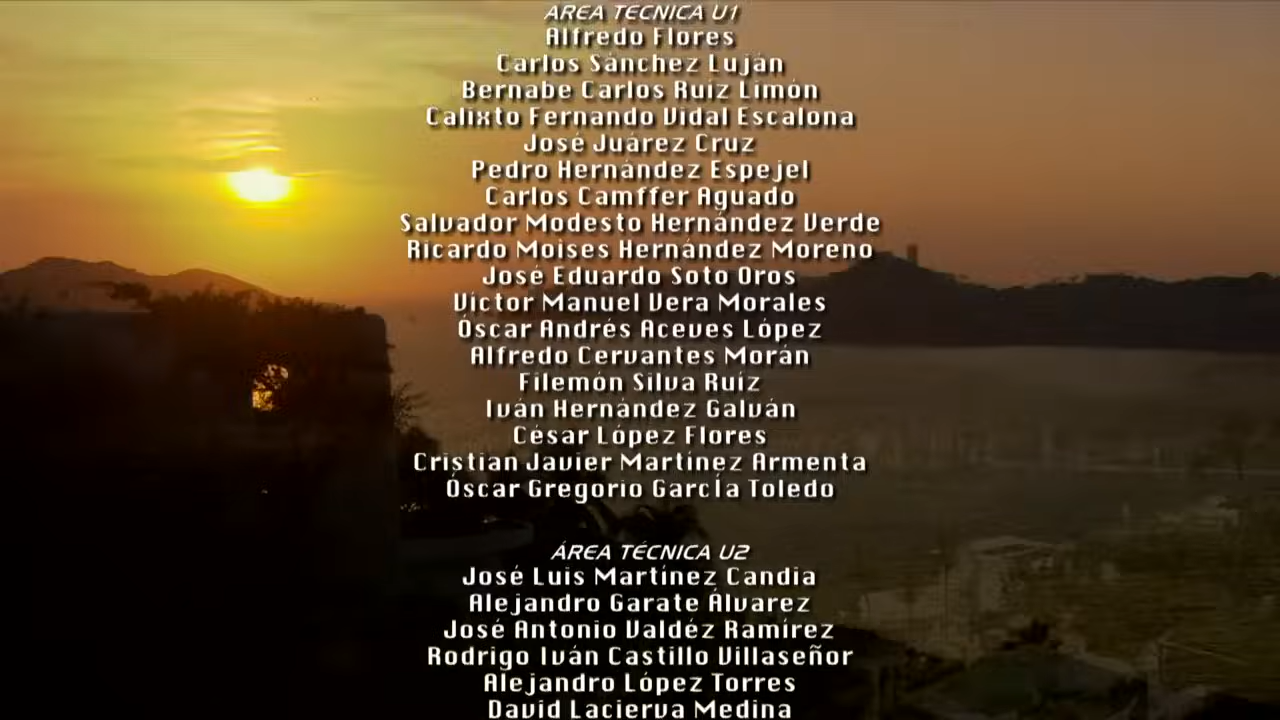 ÁREA TÉCNICA U1
Alfredo Flores
Carlos Sánchez Luján
Bernabe Carlos Ruíz Limón
Calixto Fernando Vidal Escalona
José Juárez Cruz
Pedro Hernández Espejel
Carlos Camffer Aguado
Salvador Modesto Hernández Verde
Ricardo Moises Hernández Moreno
José Eduardo Soto Oros
Víctor Manuel Vera Morales
Óscar Andrés Aceves López
Alfredo Cervantes Morán
Filemón Silva Ruíz
Iván Hernández Galván
César López Flores
Cristian Javier Martínez Armenta
Óscar Gregorio GarcÍa Toledo
ÁREA TÉCNICA U2
José Luis Martínez Candia
Alejandro Garate Álvarez
José Antonio Valdéz Ramírez
Rodrigo Iván Castillo Villaseñor
Alejandro López Torres
David Lacierva Medina